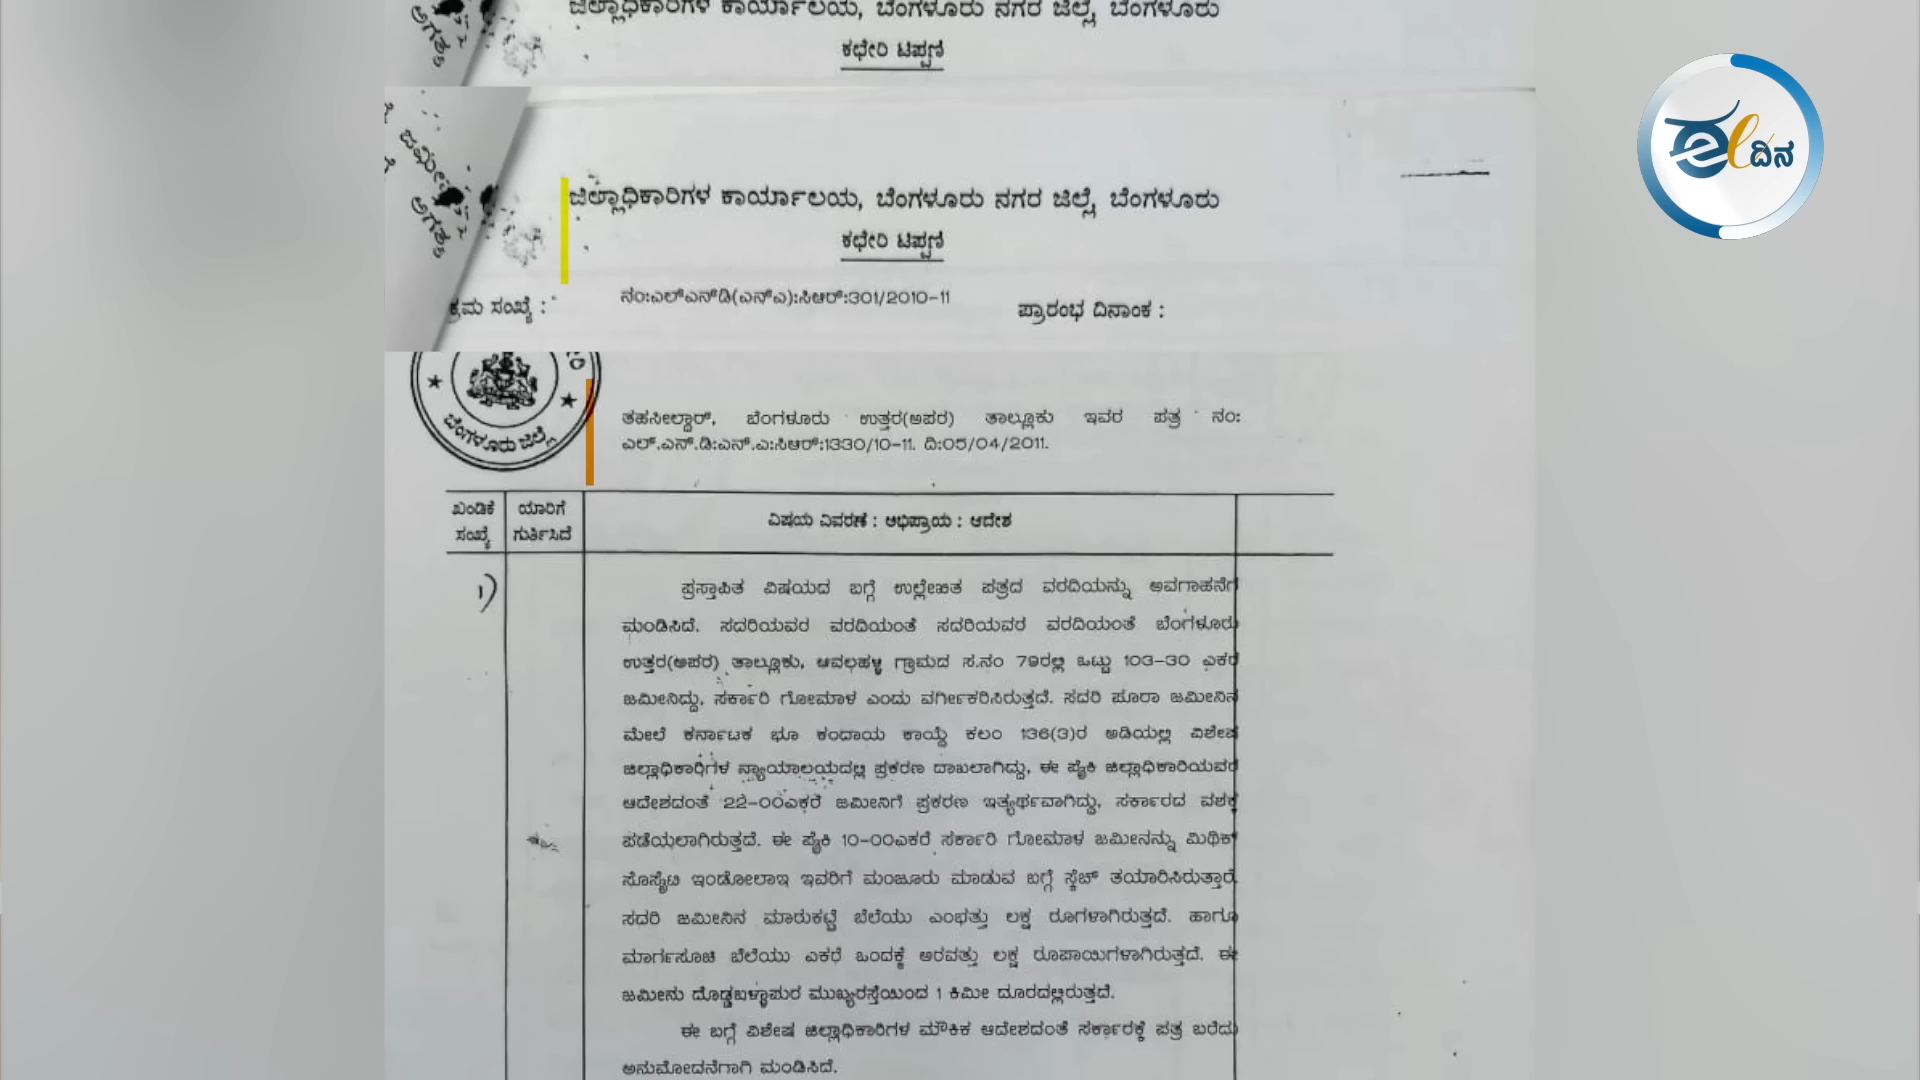 ಜಿಲ್ಲಾಧಿಕಾರಿಗಳ ಕಾರ್ಯಾಲಯ, ಬೆಂಗಳೂರು ನಗರ ಜಿಲ್ಲೆ, ಬೆಂಗಳೂರು
ಕಛೇರಿ ಟಿಪ್ಪಣಿ
ಅಗತ್ಯ
eಲ ದಿನ
ಜಿಲ್ಲಾಧಿಕಾರಿಗಳ ಕಾರ್ಯಾಲಯ, ಬೆಂಗಳೂರು ನಗರ ಜಿಲ್ಲೆ, ಬೆಂಗಳೂರು
ಕಛೇರಿ ಟಿಪ್ಪಣಿ
ಅಗತ್ಯ
ಕ್ರಮ ಸಂಖ್ಯೆ : ನಂ:ಎಲ್ಎನ್‌ಡಿ(ಎನ್ಎ):ಸಿಆರ್:301/2010-11 ಪ್ರಾರಂಭ ದಿನಾಂಕ :
ಬೆಂಗಳೂರು ಜಿಲ್ಲೆ
ತಹಸೀಲ್ದಾರ್, ಬೆಂಗಳೂರು ಉತ್ತರ(ಅಪರ) ತಾಲ್ಲೂಕು ಇವರ ಪತ್ರ ನಂ:
ಎಲ್.ಎನ್.ಡಿ:ಎನ್.ಎ:ಸಿಆರ್:1330/10-11. ದಿ:05/04/2011.
ಖಂಡಿಕೆ ಸಂಖ್ಯೆ
ಯಾರಿಗೆ ಗುರ್ತಿಸಿದೆ
ವಿಷಯ ವಿವರಣೆ : ಅಭಿಪ್ರಾಯ : ಆದೇಶ
1)
ಪ್ರಸ್ತಾಪಿತ ವಿಷಯದ ಬಗ್ಗೆ ಉಲ್ಲೇಖಿತ ಪತ್ರದ ವರದಿಯನ್ನು ಅವಗಾಹನೆಗೆ
ಮಂಡಿಸಿದೆ. ಸದರಿಯವರ ವರದಿಯಂತೆ ಸದರಿಯವರ ವರದಿಯಂತೆ ಬೆಂಗಳೂರು
ಉತ್ತರ(ಅಪರ) ತಾಲ್ಲೂಕು, ಆವಲಹಳ್ಳಿ ಗ್ರಾಮದ ಸ.ನಂ 79ರಲ್ಲಿ ಒಟ್ಟು 103-30 ಎಕರೆ
ಜಮೀನಿದ್ದು, ಸರ್ಕಾರಿ ಗೋಮಾಳ ಎಂದು ವರ್ಗೀಕರಿಸಿರುತ್ತದೆ. ಸದರಿ ಪೂರಾ ಜಮೀನಿನ
ಮೇಲೆ ಕರ್ನಾಟಕ ಭೂ ಕಂದಾಯ ಕಾಯ್ದೆ ಕಲಂ 136(3)ರ ಅಡಿಯಲ್ಲಿ ವಿಶೇಷ
ಜಿಲ್ಲಾಧಿಕಾರಿಗಳ ನ್ಯಾಯಾಲಯದಲ್ಲಿ ಪ್ರಕರಣ ದಾಖಲಾಗಿದ್ದು, ಈ ಪೈಕಿ ಜಿಲ್ಲಾಧಿಕಾರಿಯವರ
ಆದೇಶದಂತೆ 22-00ಎಕರೆ ಜಮೀನಿಗೆ ಪ್ರಕರಣ ಇತ್ಯರ್ಥವಾಗಿದ್ದು, ಸರ್ಕಾರದ ವಶಕ್ಕೆ
ಪಡೆಯಲಾಗಿರುತ್ತದೆ. ಈ ಪೈಕಿ 10-00ಎಕರೆ ಸರ್ಕಾರಿ ಗೋಮಾಳ ಜಮೀನನ್ನು ಮಿಥಿಕ್
ಸೊಸೈಟಿ ಇಂಡೋಲಾಜಿ ಇವರಿಗೆ ಮಂಜೂರು ಮಾಡುವ ಬಗ್ಗೆ ಸ್ಕೆಚ್ ತಯಾರಿಸಿರುತ್ತಾರೆ.
ಸದರಿ ಜಮೀನಿನ ಮಾರುಕಟ್ಟೆ ಬೆಲೆಯು ಎಂಭತ್ತು ಲಕ್ಷ ರೂಗಳಾಗಿರುತ್ತದೆ. ಹಾಗೂ
ಮಾರ್ಗಸೂಚಿ ಬೆಲೆಯು ಎಕರೆ ಒಂದಕ್ಕೆ ಅರವತ್ತು ಲಕ್ಷ ರೂಪಾಯಿಗಳಾಗಿರುತ್ತದೆ. ಈ
ಜಮೀನು ದೊಡ್ಡಬಳ್ಳಾಪುರ ಮುಖ್ಯರಸ್ತೆಯಿಂದ 1 ಕಿಮೀ ದೂರದಲ್ಲಿರುತ್ತದೆ.
ಈ ಬಗ್ಗೆ ವಿಶೇಷ ಜಿಲ್ಲಾಧಿಕಾರಿಗಳ ಮೌಕಿಕ ಆದೇಶದಂತೆ ಸರ್ಕಾರಕ್ಕೆ ಪತ್ರ ಬರೆದು
ಅನುಮೋದನೆಗಾಗಿ ಮಂಡಿಸಿದೆ.